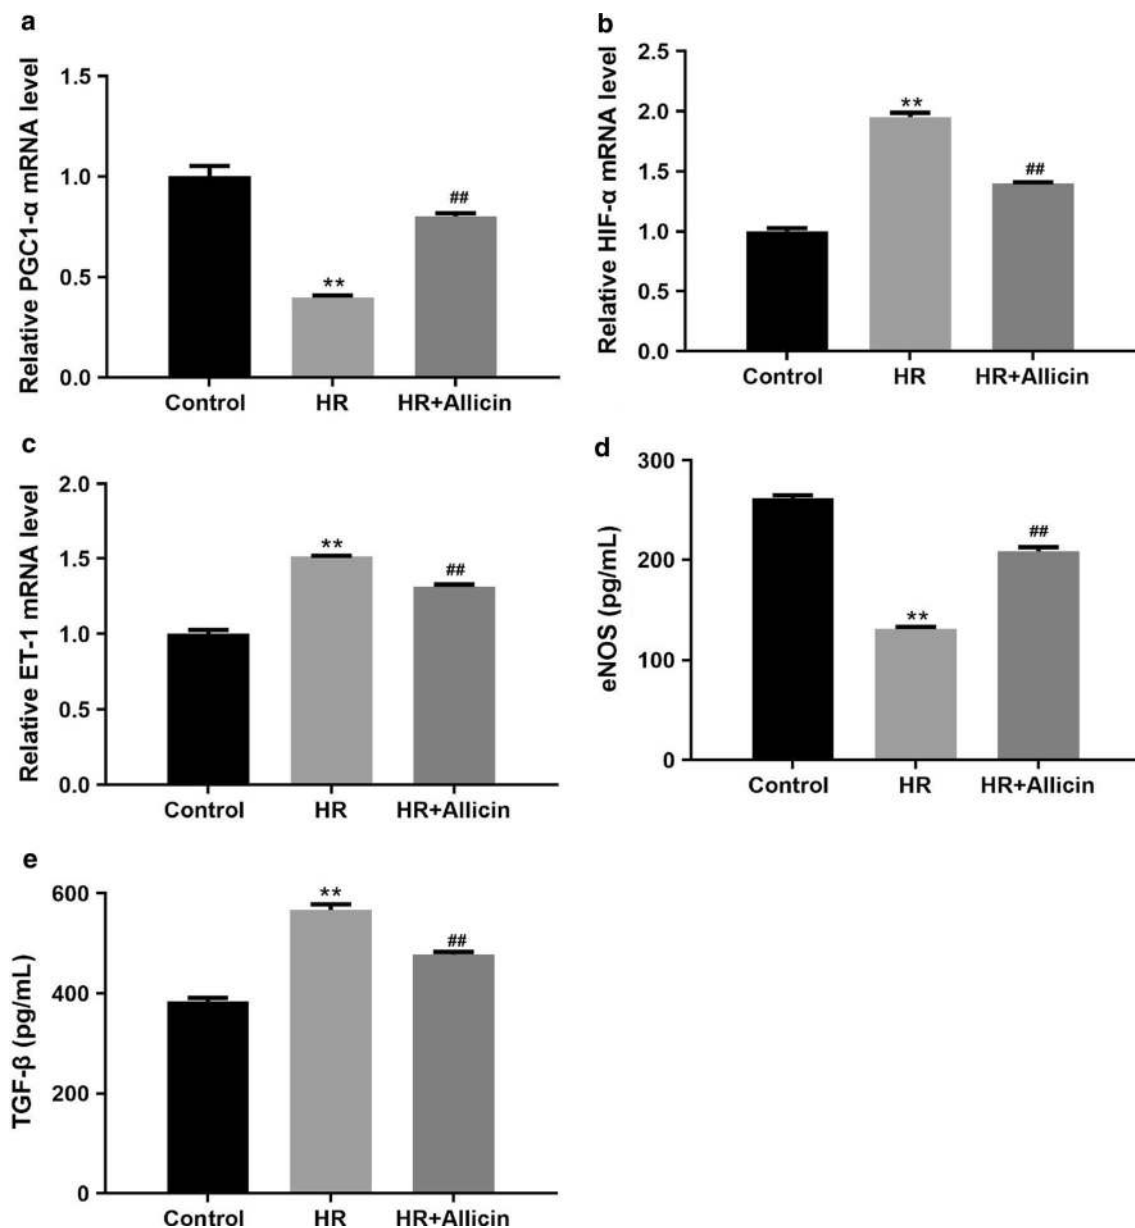 a
Relative PGC1-α mRNA level
1.5
1.0
0.5
0.0
**
##
Control HR HR+Allicin
b
Relative HIF-α mRNA level
2.5
2.0
1.5
1.0
0.5
0.0
**
##
Control HR HR+Allicin
c
Relative ET-1 mRNA level
2.0
1.5
1.0
0.5
0.0
**
##
Control HR HR+Allicin
d
eNOS (pg/mL)
300
200
100
0
**
##
Control HR HR+Allicin
e
TGF-β (pg/mL)
600
400
200
0
**
##
Control HR HR+Allicin